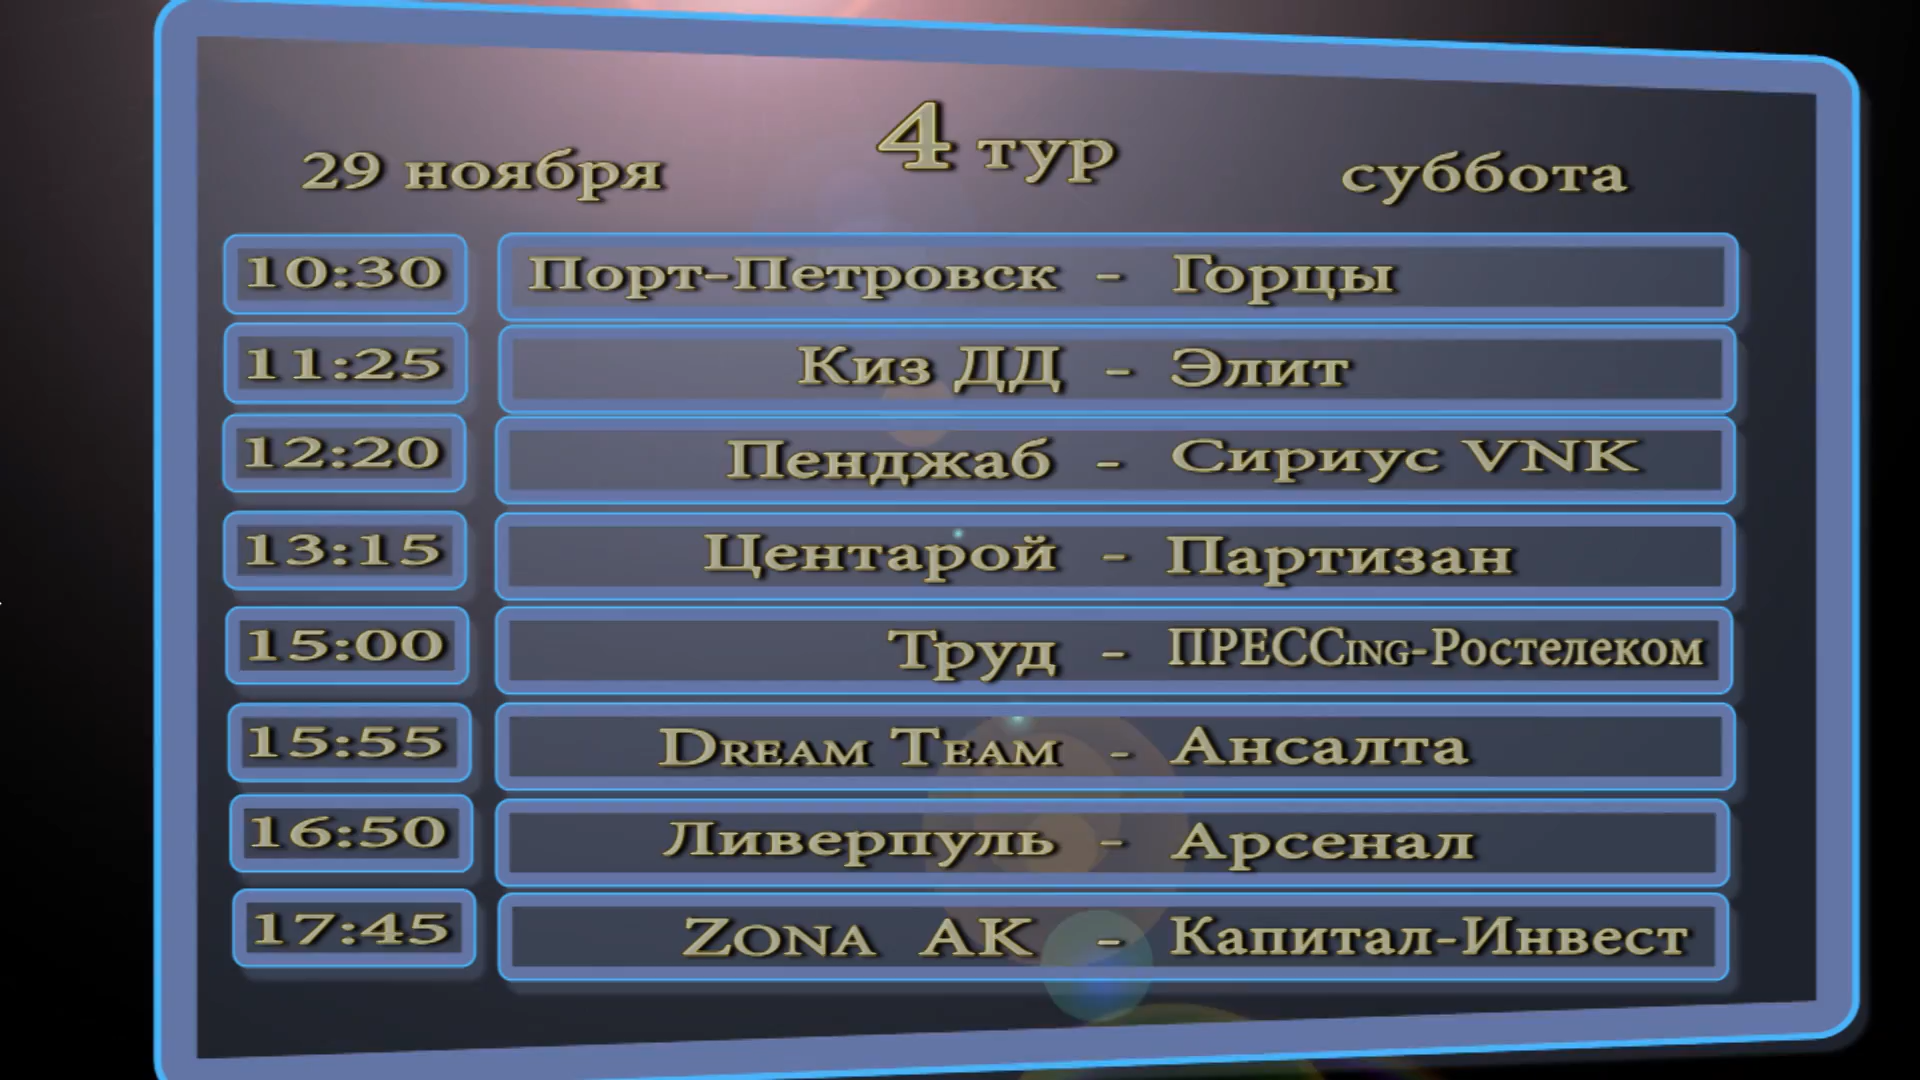 29 ноября 4 тур суббота
10:30 Порт-Петровск - Горцы
11:25 Киз ДД - Элит
12:20 Пенджаб - Сириус VNK
13:15 Центарой - Партизан
15:00 Труд - ПРЕССING-Ростелеком
15:55 DREAM TEAM - Ансалта
16:50 Ливерпуль - Арсенал
17:45 ZONA АК - Капитал-Инвест